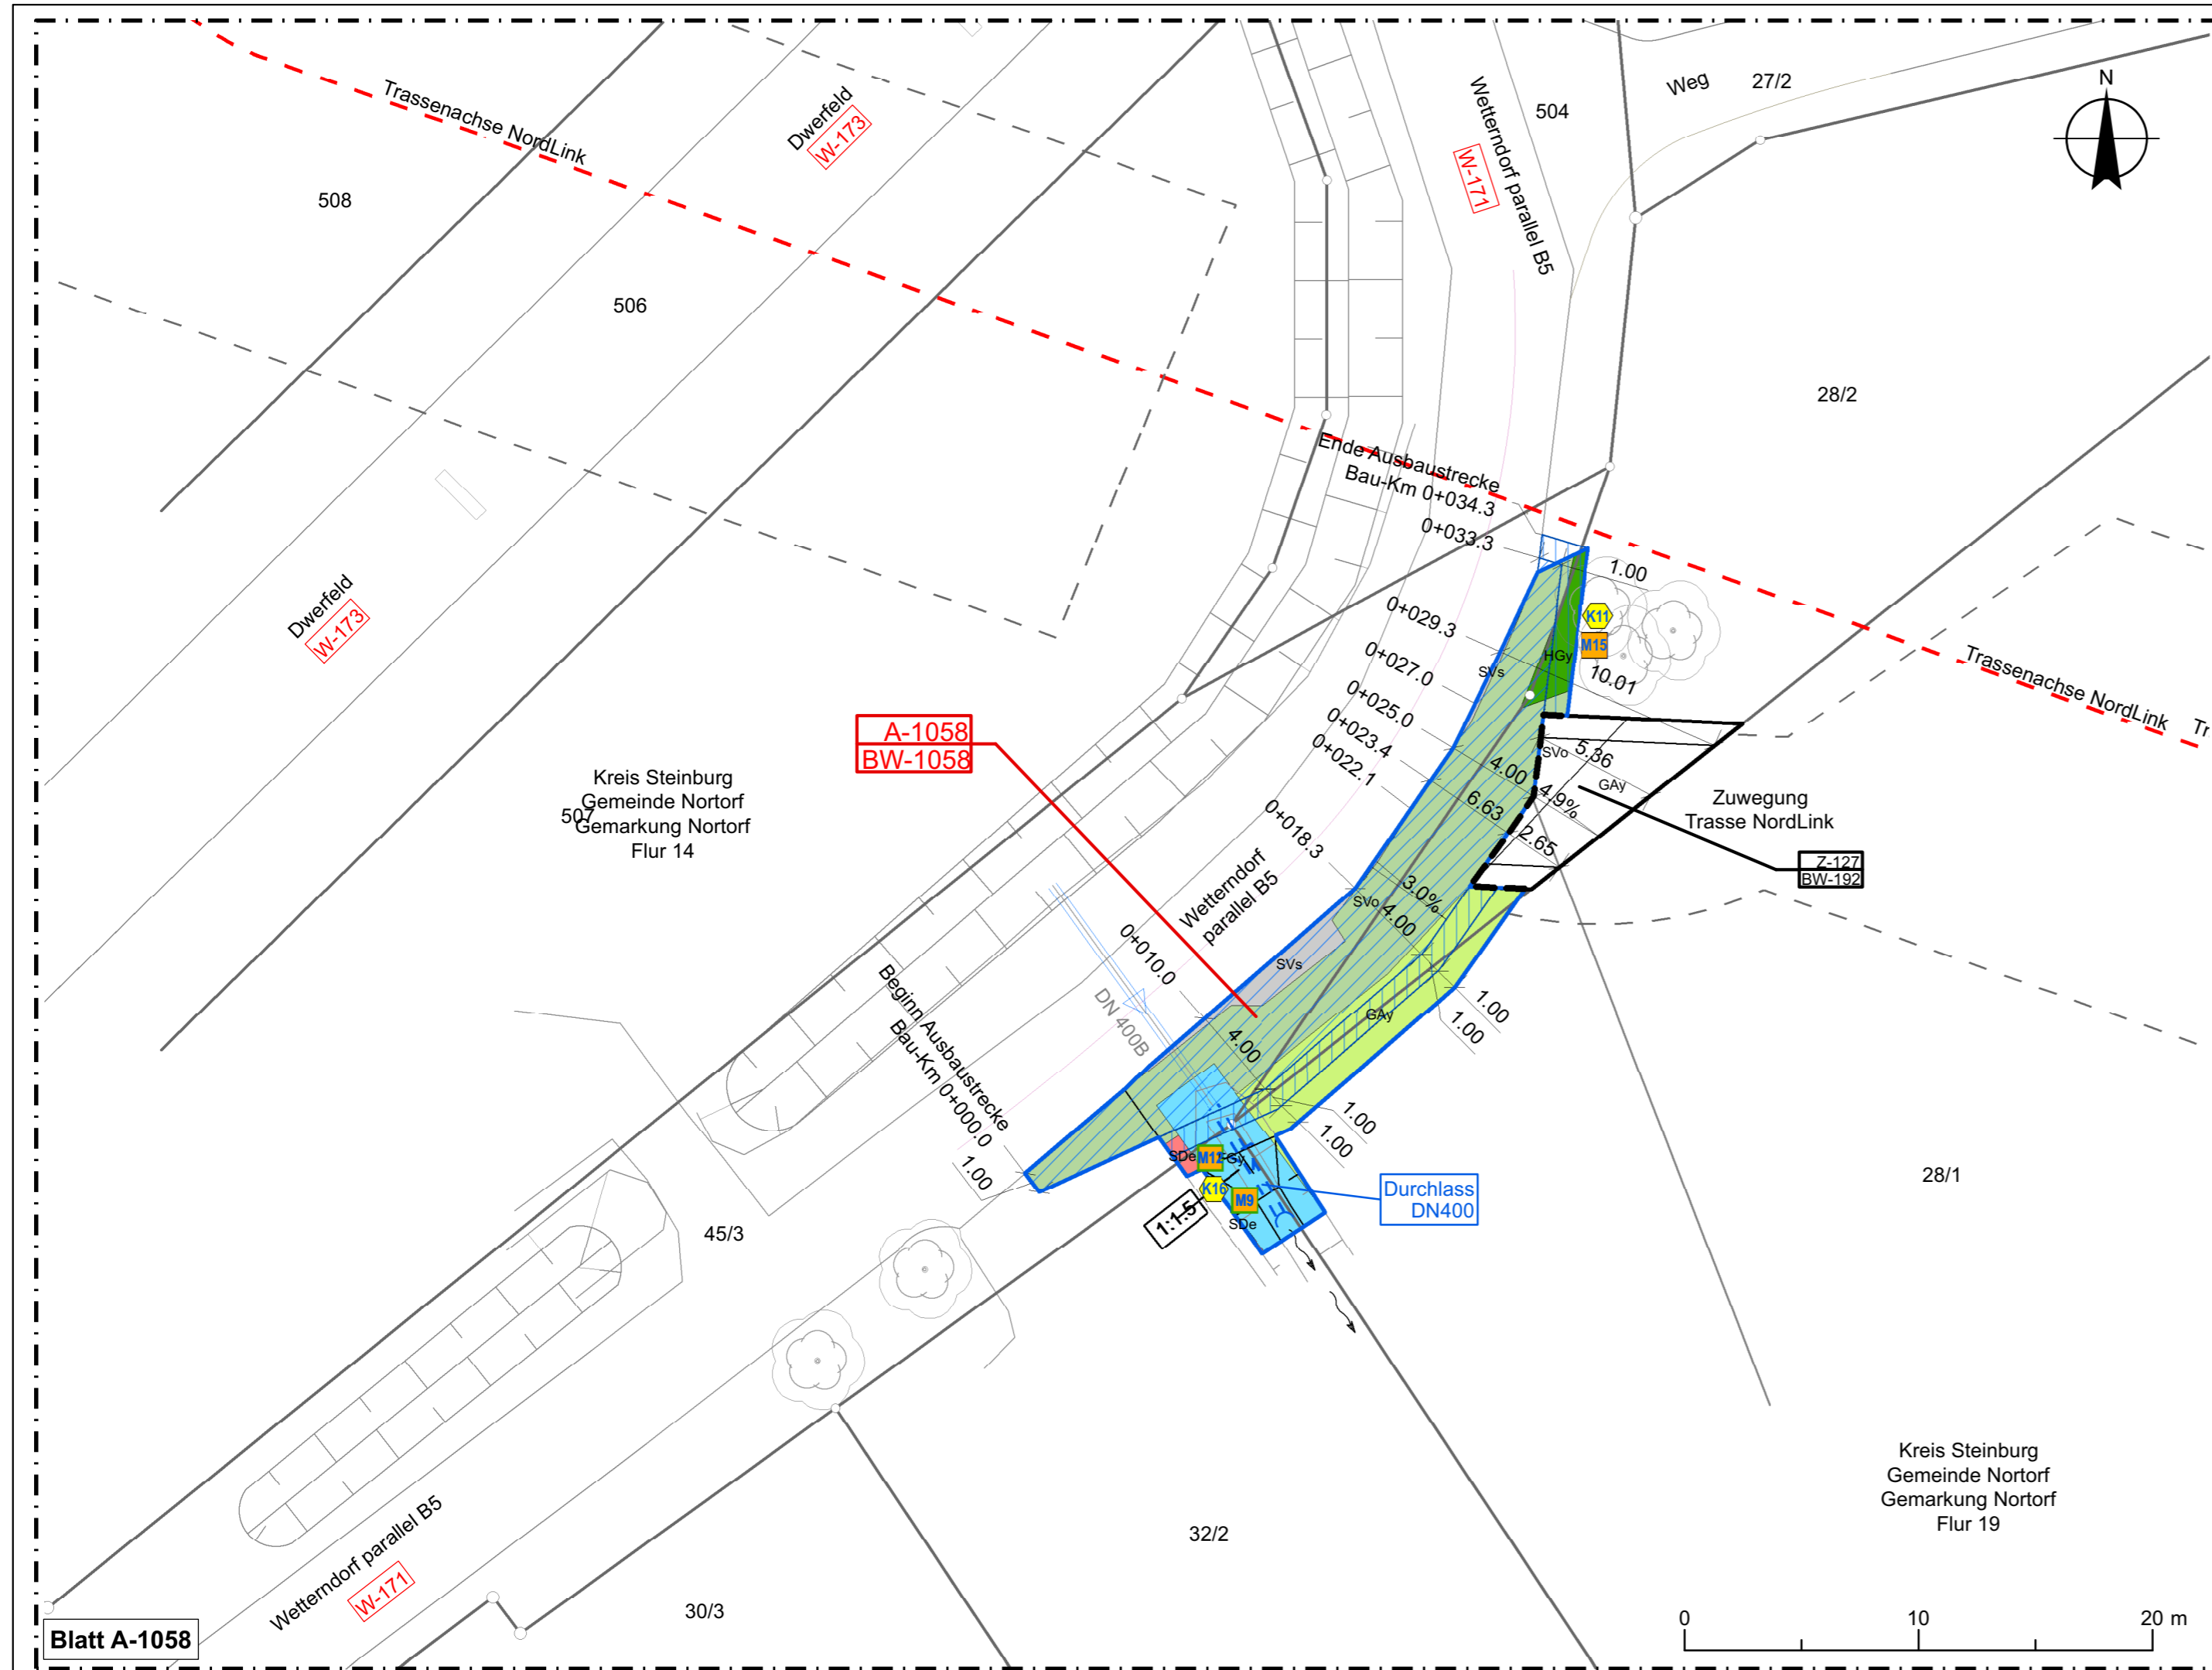 Trassenachse NordLink
Dwerfeld
W-173
508
506
Wetterndorf parallel B5
W-171
504
Weg
27/2
N
28/2
Ende Ausbaustrecke
Bau-Km 0+034.3
0+033.3
1.00
0+029.3
K11
M15
HGy
SVs
10.01
0+027.0
0+025.0
0+023.4
0+022.1
0+018.3
Trassenachse NordLink
Tr
Dwerfeld
W-173
A-1058
BW-1058
Kreis Steinburg
Gemeinde Nortorf
507
Gemarkung Nortorf
Flur 14
SVo
5.36
GAy
4.00
4.9%
6.63
2.65
Zuwegung
Trasse NordLink
Z-127
BW-192
Wetterndorf
parallel B5
3.0%
SVo
4.00
0+010.0
SVs
GAy
1.00
1.00
Beginn Ausbaustrecke
Bau-Km 0+000.0
1.00
DN 400B
4.00
1.00
1.00
SDe
M12
K16
M9
SDe
1:1.5
Durchlass
DN400
28/1
45/3
Kreis Steinburg
Gemeinde Nortorf
Gemarkung Nortorf
Flur 19
32/2
30/3
Wetterndorf parallel B5
W-171
Blatt A-1058
0 10 20 m